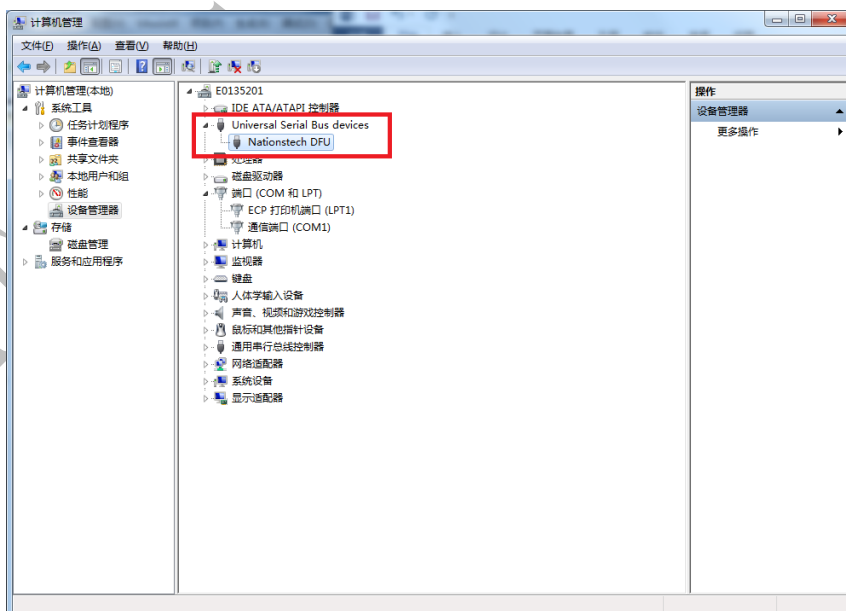 计算机管理
文件(F) 操作(A) 查看(V) 帮助(H)
计算机管理(本地)
系统工具
任务计划程序
事件查看器
共享文件夹
本地用户和组
性能
设备管理器
存储
磁盘管理
服务和应用程序
E0135201
IDE ATA/ATAPI 控制器
Universal Serial Bus devices
Nationstech DFU
处理器
磁盘驱动器
端口 (COM 和 LPT)
ECP 打印机端口 (LPT1)
通信端口 (COM1)
计算机
监视器
键盘
人体学输入设备
声音、视频和游戏控制器
鼠标和其他指针设备
通用串行总线控制器
网络适配器
系统设备
显示适配器
操作
设备管理器
更多操作